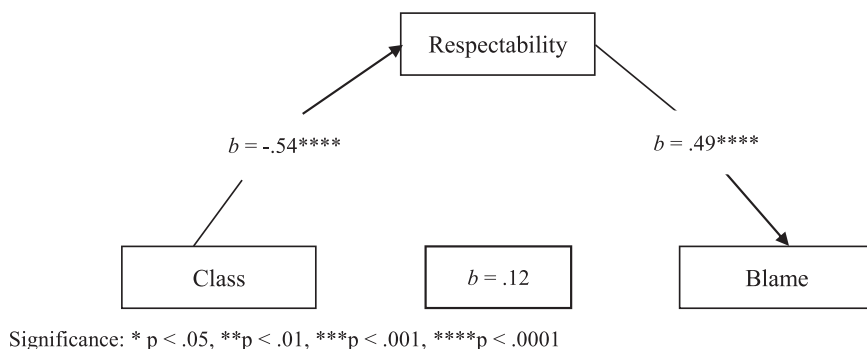 Respectability
b = -.54****
b = .49****
Class
b = .12
Blame
Significance: * p < .05, **p < .01, ***p < .001, ****p < .0001